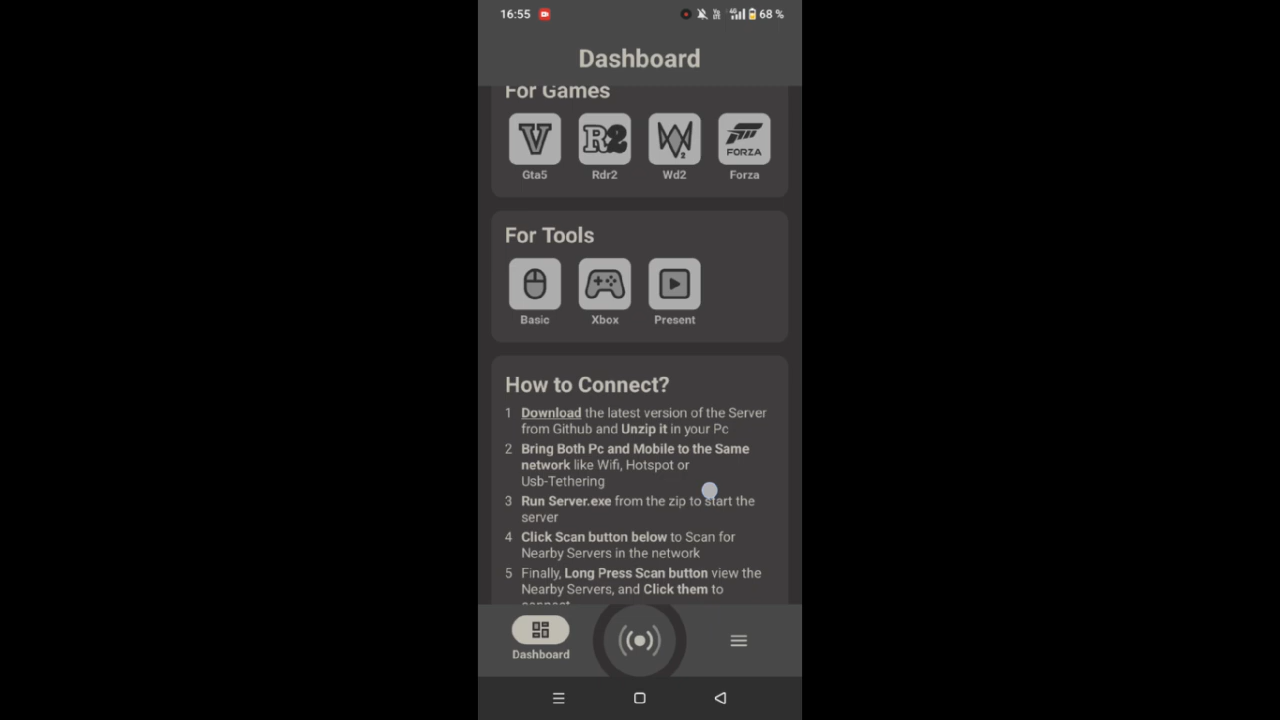 16:55 68 %
Dashboard
For Games
V R2 2 FORZA
Gta5 Rdr2 Wd2 Forza
For Tools
Basic Xbox Present
How to Connect?
1 Download the latest version of the Server
from Github and Unzip it in your Pc
2 Bring Both Pc and Mobile to the Same
network like Wifi, Hotspot or
Usb-Tethering
3 Run Server.exe from the zip to start the
server
4 Click Scan button below to Scan for
Nearby Servers in the network
5 Finally, Long Press Scan button view the
Nearby Servers, and Click them to
connect
Dashboard